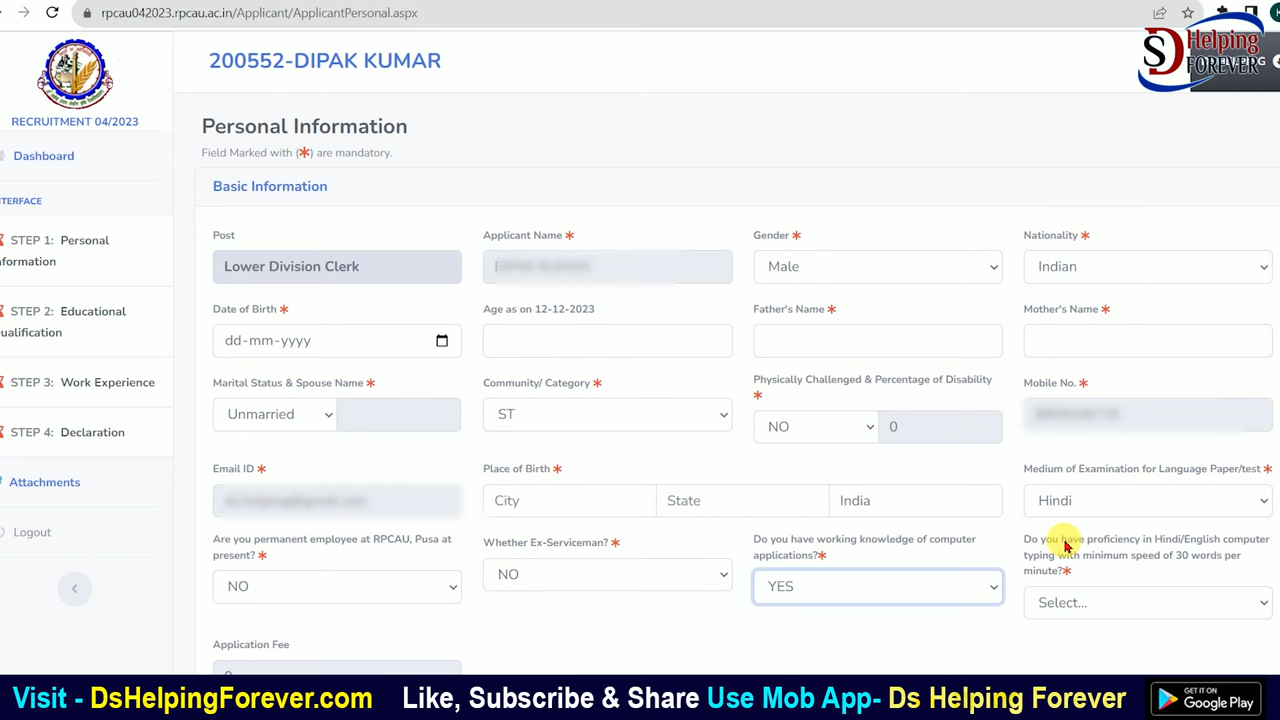 rpcau042023.rpcau.ac.in/Applicant/ApplicantPersonal.aspx
DS Helping
FOREVER
RECRUITMENT 04/2023
Dashboard
NTERFACE
STEP 1: Personal
nformation
STEP 2: Educational
ualification
STEP 3: Work Experience
STEP 4: Declaration
Attachments
Logout
200552-DIPAK KUMAR
Personal Information
Field Marked with (*) are mandatory.
Basic Information
Post
Applicant Name *
Gender *
Nationality *
Lower Division Clerk
Male
Indian
Date of Birth *
Age as on 12-12-2023
Father's Name *
Mother's Name *
dd-mm-yyyy
Marital Status & Spouse Name *
Community/ Category *
Physically Challenged & Percentage of Disability
*
Mobile No. *
Unmarried
ST
NO
0
Email ID *
Place of Birth *
Medium of Examination for Language Paper/test *
City
State
India
Hindi
Are you permanent employee at RPCAU, Pusa at
present? *
NO
Whether Ex-Serviceman? *
NO
Do you have working knowledge of computer
applications?*
YES
Do you have proficiency in Hindi/English computer
typing with minimum speed of 30 words per
minute?*
Select...
Application Fee
Visit - DsHelpingForever.com Like, Subscribe & Share Use Mob App- Ds Helping Forever
GET IT ON
Google Play